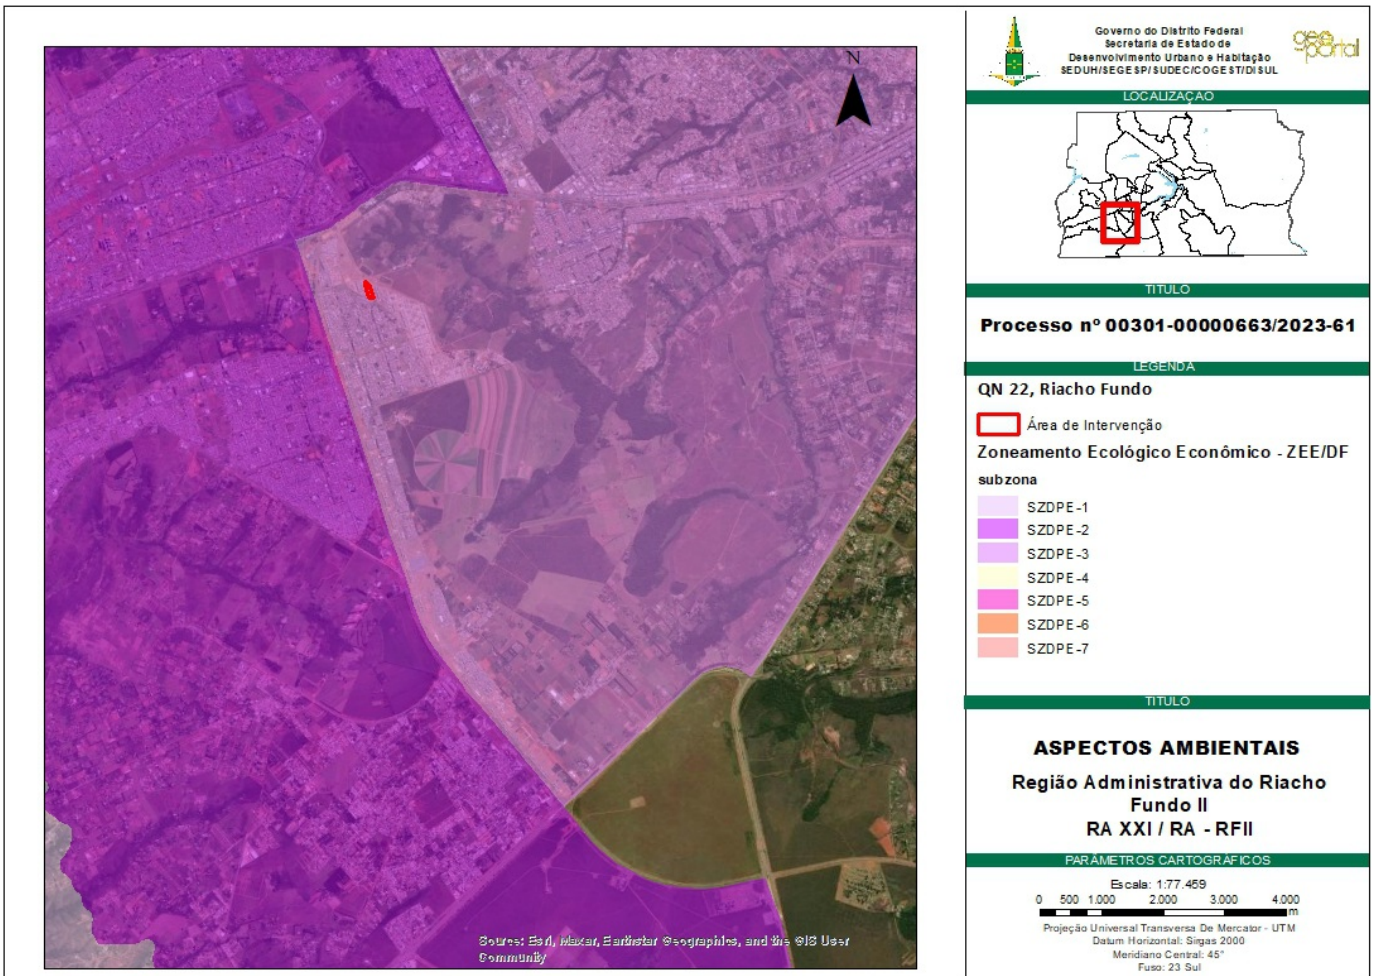 N
Source: Esri, Maxar, Earthstar Geographics, and the GIS User
Community
Governo do Distrito Federal
Secretaria de Estado de
Desenvolvimento Urbano e Habitação
SEDUH/SEGESP/SUDEC/COGEST/DISUL
geo
portal
LOCALIZAÇÃO
TITULO
Processo nº 00301-00000663/2023-61
LEGENDA
QN 22, Riacho Fundo
Área de Intervenção
Zoneamento Ecológico Econômico - ZEE/DF
subzona
SZDPE-1
SZDPE-2
SZDPE-3
SZDPE-4
SZDPE-5
SZDPE-6
SZDPE-7
TITULO
ASPECTOS AMBIENTAIS
Região Administrativa do Riacho
Fundo II
RA XXI / RA - RFII
PARÂMETROS CARTOGRÁFICOS
Escala: 1:77.459
0 500 1.000 2.000 3.000 4.000
m
Projeção Universal Transversa De Mercator - UTM
Datum Horizontal: Sirgas 2000
Meridiano Central: 45°
Fuso: 23 Sul